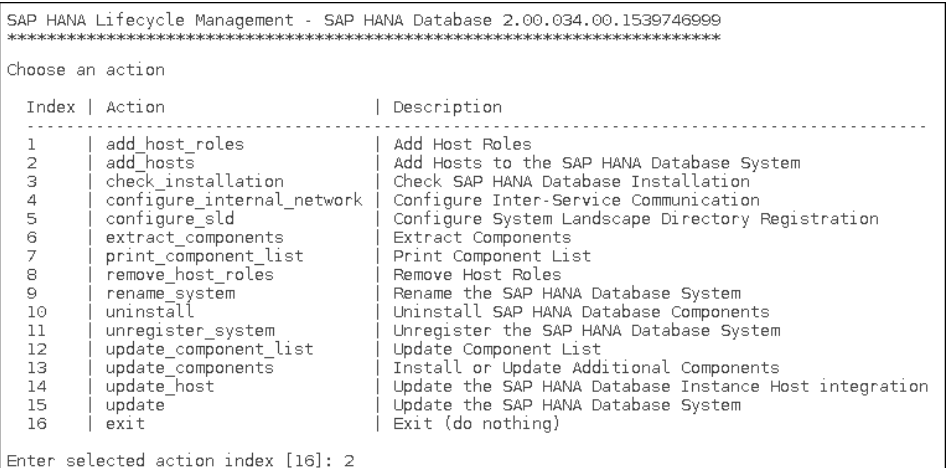 SAP HANA Lifecycle Management - SAP HANA Database 2.00.034.00.1539746999
************************************************************************
Choose an action
Index | Action | Description
1 | add_host_roles | Add Host Roles
2 | add_hosts | Add Hosts to the SAP HANA Database System
3 | check_installation | Check SAP HANA Database Installation
4 | configure_internal_network | Configure Inter-Service Communication
5 | configure_sld | Configure System Landscape Directory Registration
6 | extract_components | Extract Components
7 | print_component_list | Print Component List
8 | remove_host_roles | Remove Host Roles
9 | rename_system | Rename the SAP HANA Database System
10 | uninstall | Uninstall SAP HANA Database Components
11 | unregister_system | Unregister the SAP HANA Database System
12 | update_component_list | Update Component List
13 | update_components | Install or Update Additional Components
14 | update_host | Update the SAP HANA Database Instance Host integration
15 | update | Update the SAP HANA Database System
16 | exit | Exit (do nothing)
Enter selected action index [16]: 2